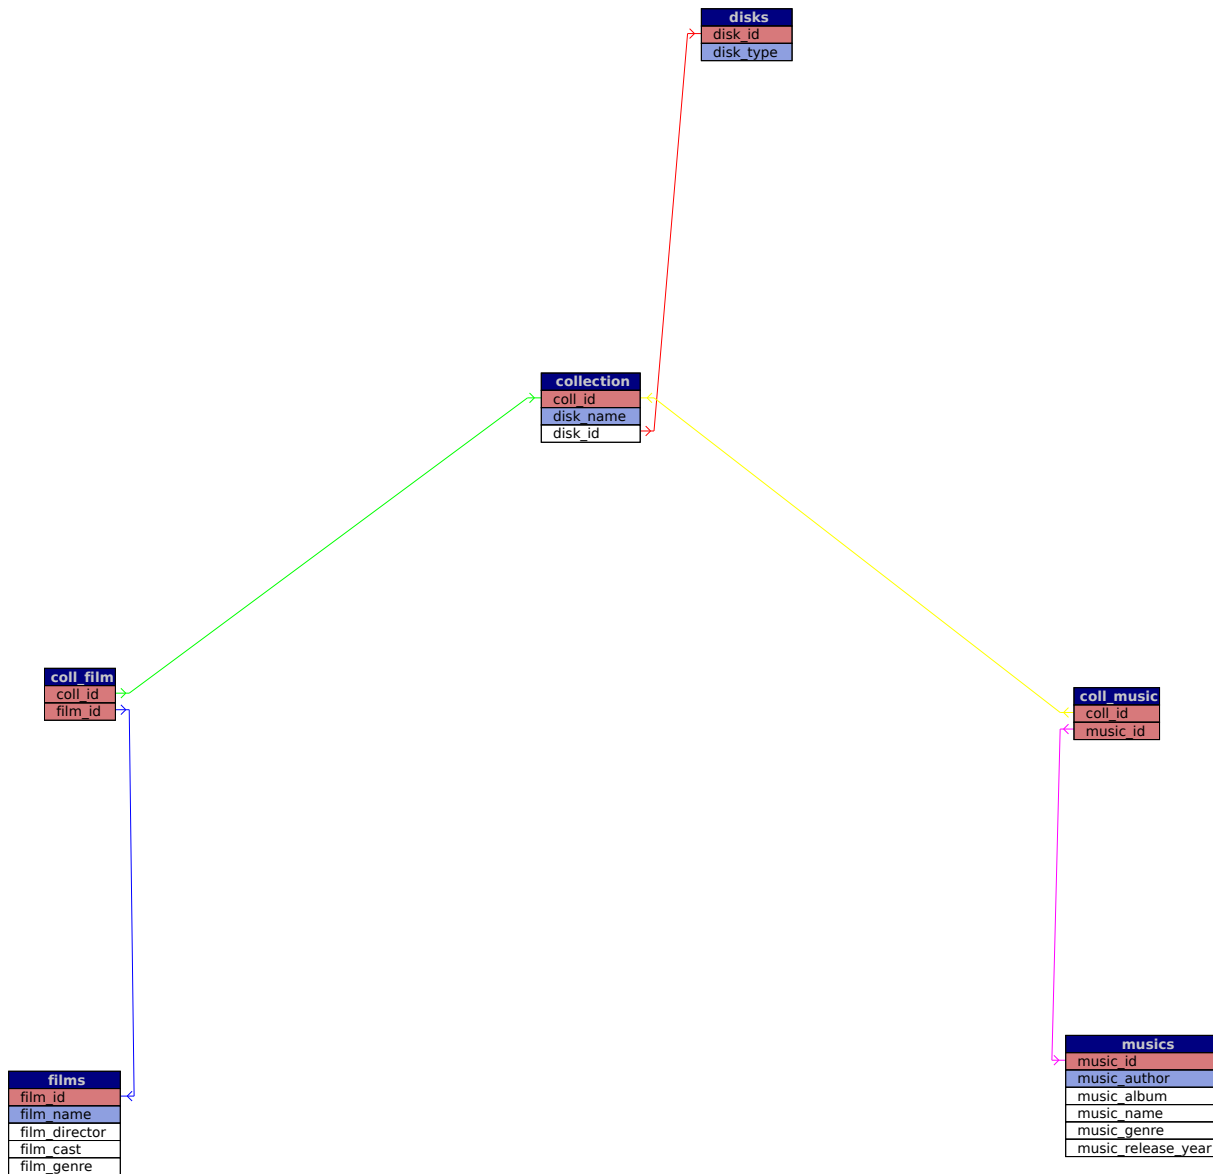 disks
disk_id
disk_type
collection
coll_id
disk_name
disk_id
coll_film
coll_id
film_id
coll_music
coll_id
music_id
films
film_id
film_name
film_director
film_cast
film_genre
musics
music_id
music_author
music_album
music_name
music_genre
music_release_year